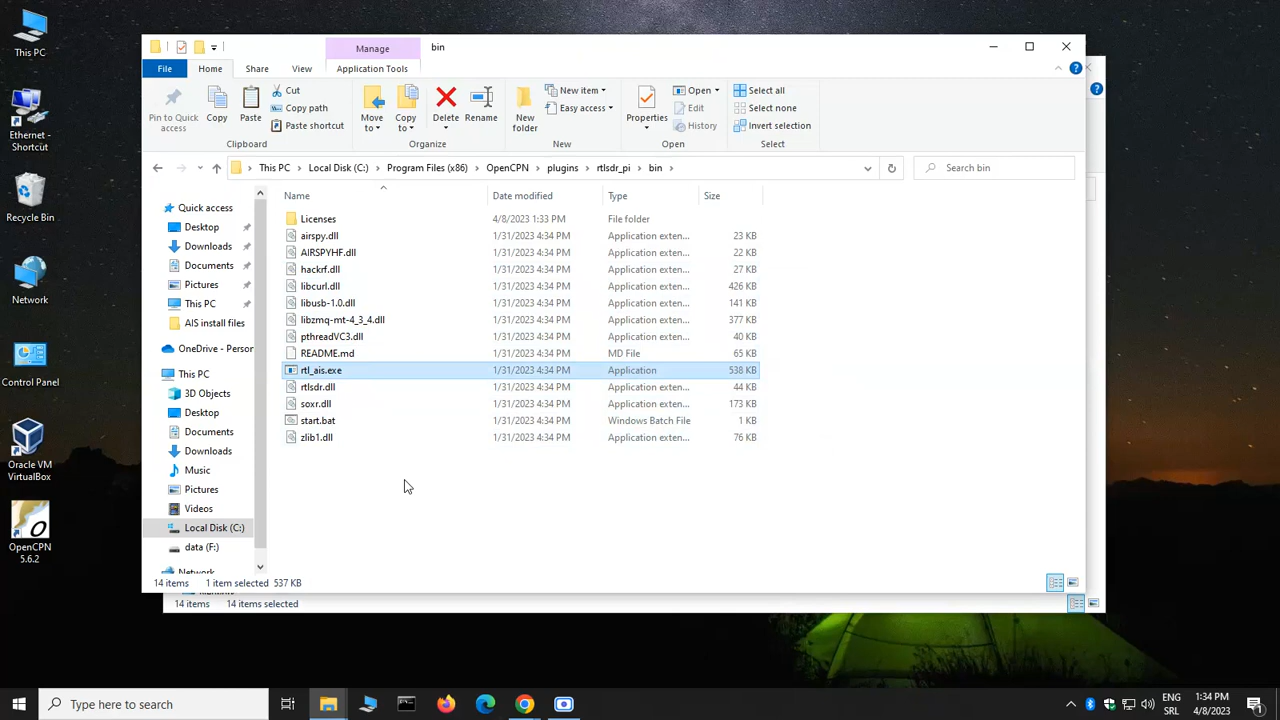 This PC
Ethernet -
Shortcut
Recycle Bin
Network
Control Panel
Oracle VM
VirtualBox
OpenCPN
5.6.2
Manage
bin
File
Home
Share
View
Application Tools
Pin to Quick
access
Copy
Paste
Cut
Copy path
Paste shortcut
Clipboard
Move
to
Copy
to
Delete
Rename
Organize
New
folder
New item
Easy access
New
Properties
Open
Edit
History
Open
Select all
Select none
Invert selection
Select
This PC > Local Disk (C:) > Program Files (x86) > OpenCPN > plugins > rtlsdr_pi > bin >
Search bin
Quick access
Desktop
Downloads
Documents
Pictures
This PC
AIS install files
OneDrive - Person
This PC
3D Objects
Desktop
Documents
Downloads
Music
Pictures
Videos
Local Disk (C:)
data (F:)
Network
Name Date modified Type Size
Licenses 4/8/2023 1:33 PM File folder
airspy.dll 1/31/2023 4:34 PM Application exten... 23 KB
AIRSPYHF.dll 1/31/2023 4:34 PM Application exten... 22 KB
hackrf.dll 1/31/2023 4:34 PM Application exten... 27 KB
libcurl.dll 1/31/2023 4:34 PM Application exten... 426 KB
libusb-1.0.dll 1/31/2023 4:34 PM Application exten... 141 KB
libzmq-mt-4_3_4.dll 1/31/2023 4:34 PM Application exten... 377 KB
pthreadVC3.dll 1/31/2023 4:34 PM Application exten... 40 KB
README.md 1/31/2023 4:34 PM MD File 65 KB
rtl_ais.exe 1/31/2023 4:34 PM Application 538 KB
rtlsdr.dll 1/31/2023 4:34 PM Application exten... 44 KB
soxr.dll 1/31/2023 4:34 PM Application exten... 173 KB
start.bat 1/31/2023 4:34 PM Windows Batch File 1 KB
zlib1.dll 1/31/2023 4:34 PM Application exten... 76 KB
14 items 1 item selected 537 KB
14 items 14 items selected
Type here to search
ENG
SRL
1:34 PM
4/8/2023